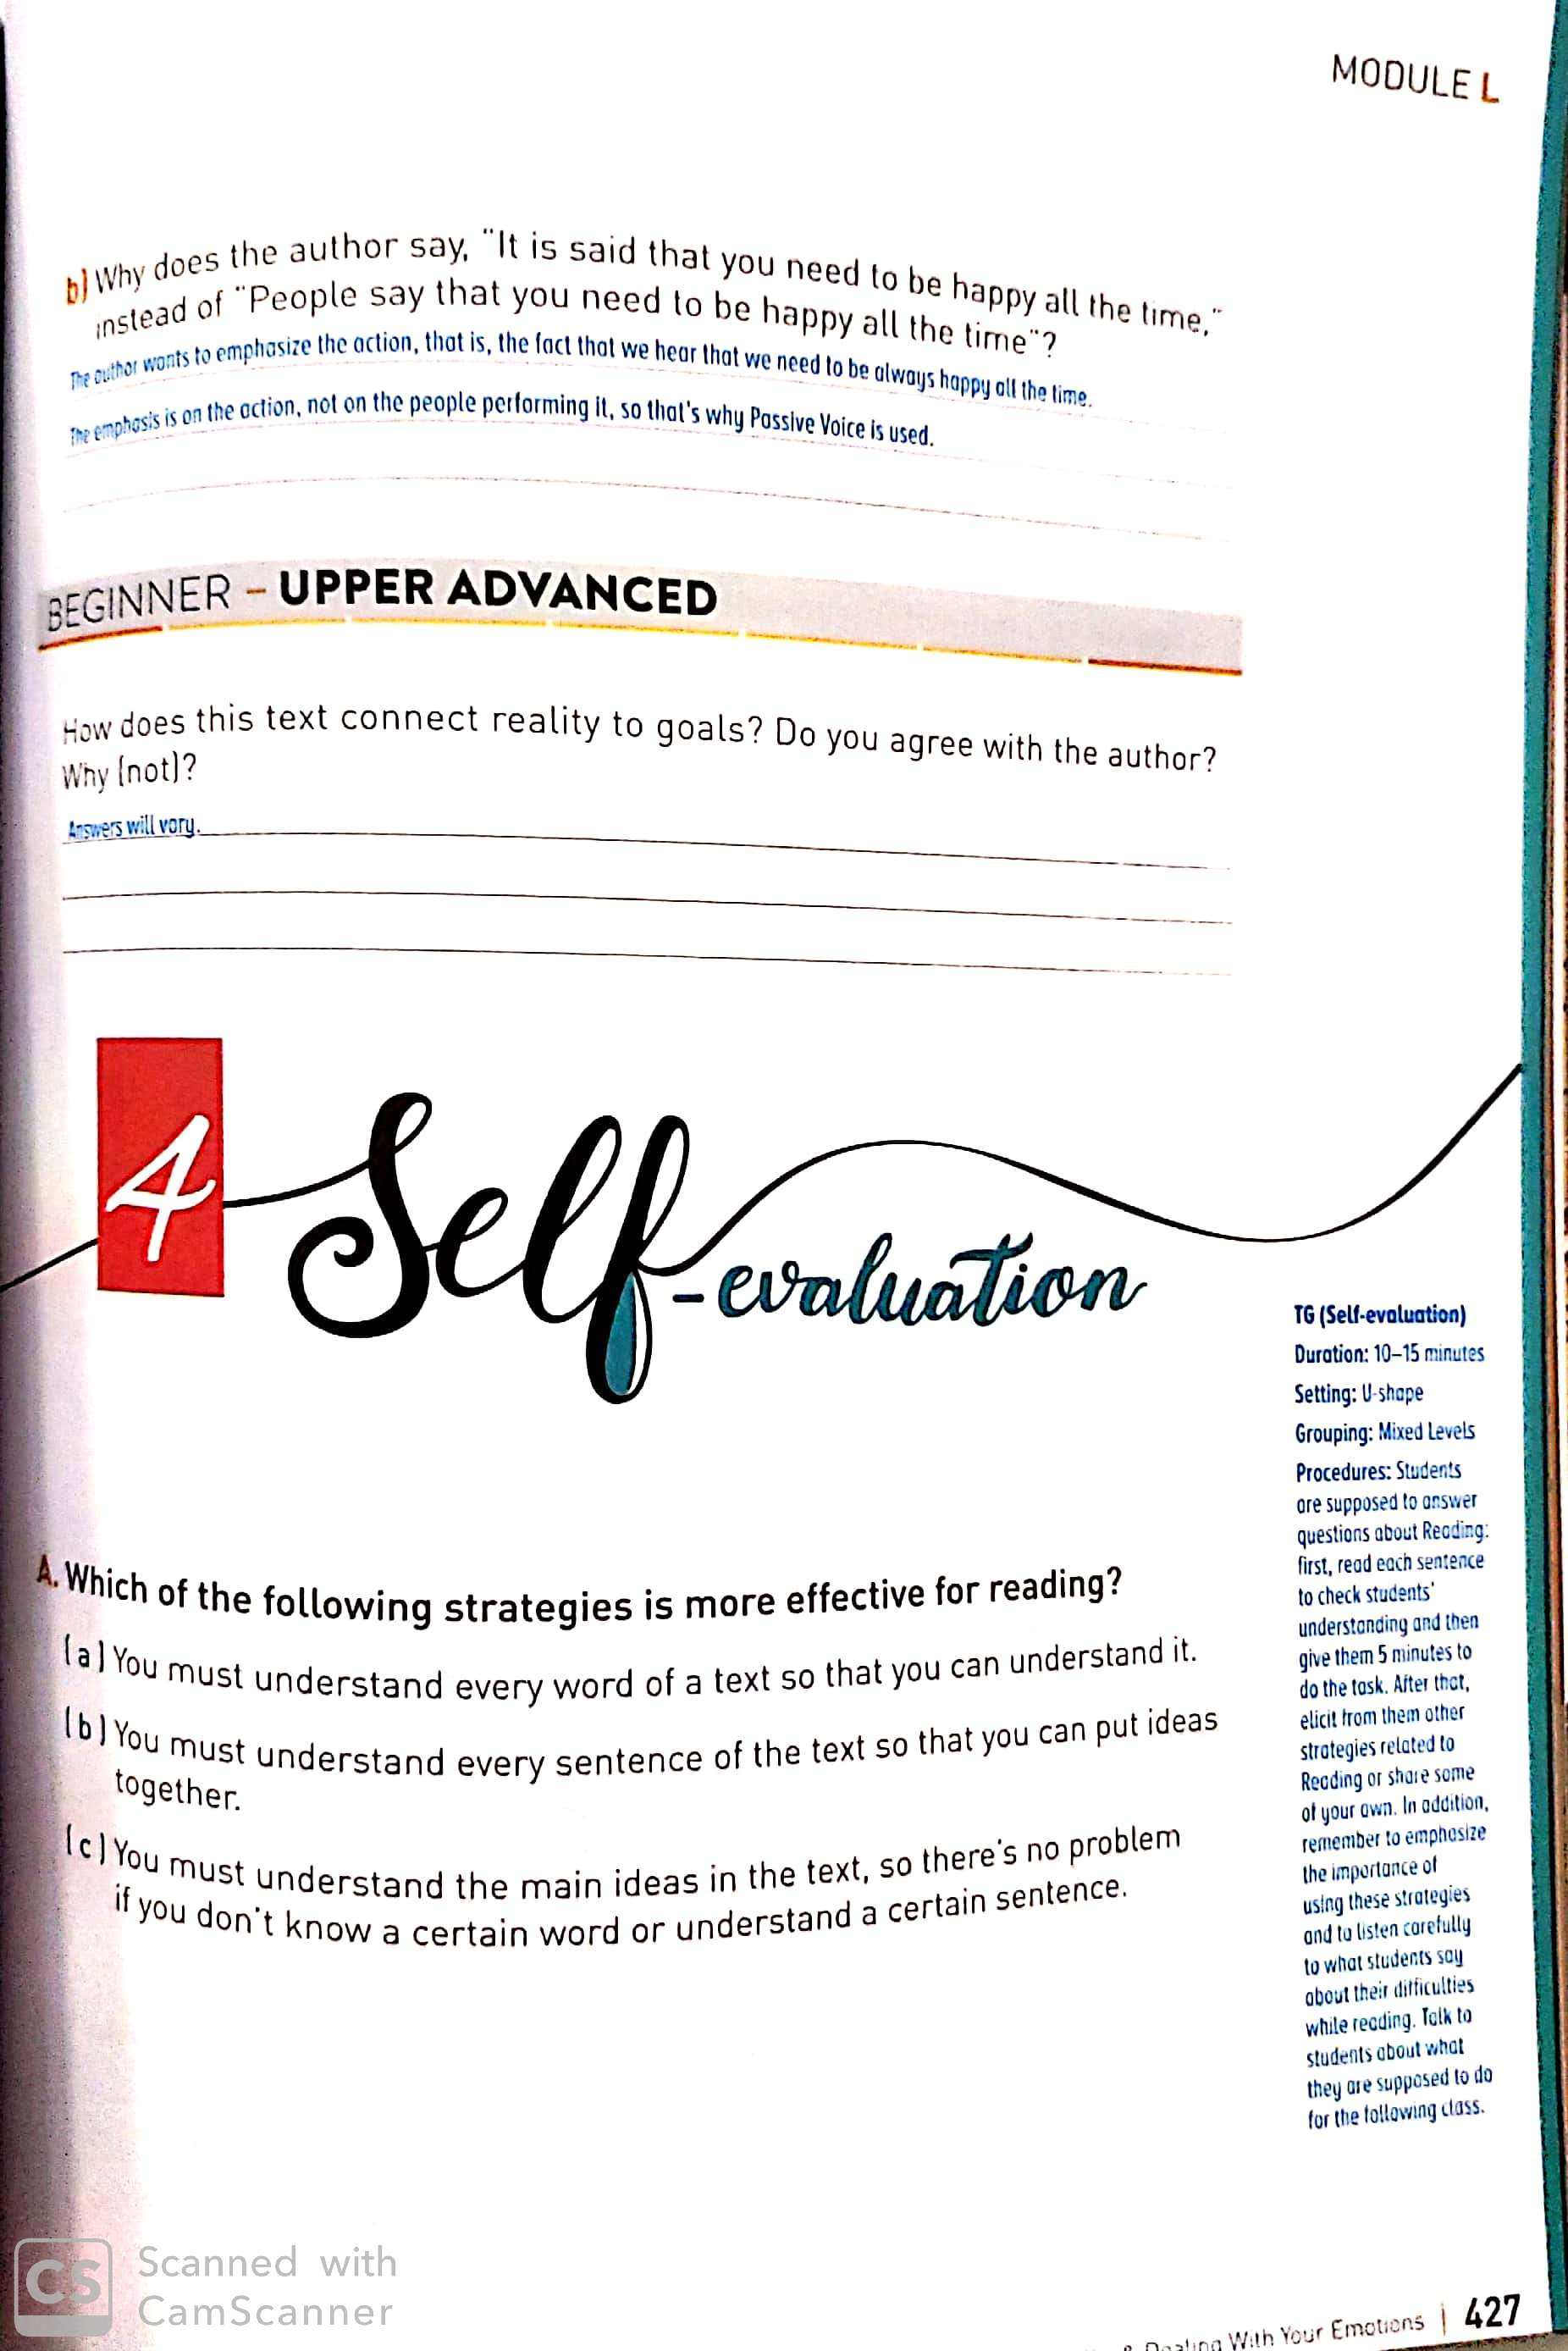 MODULE L
b) Why does the author say, "It is said that you need to be happy all the time,"
instead of "People say that you need to be happy all the time"?
The author wants to emphasize the action, that is, the fact that we hear that we need to be always happy all the time.
The emphasis is on the action, not on the people performing it, so that's why Passive Voice is used.
BEGINNER – UPPER ADVANCED
How does this text connect reality to goals? Do you agree with the author?
Why (not)?
Answers will vary.
4 Self-evaluation
A. Which of the following strategies is more effective for reading?
(a) You must understand every word of a text so that you can understand it.
(b) You must understand every sentence of the text so that you can put ideas
together.
(c) You must understand the main ideas in the text, so there's no problem
if you don't know a certain word or understand a certain sentence.
TG (Self-evaluation)
Duration: 10–15 minutes
Setting: U-shape
Grouping: Mixed Levels
Procedures: Students
are supposed to answer
questions about Reading:
first, read each sentence
to check students'
understanding and then
give them 5 minutes to
do the task. After that,
elicit from them other
strategies related to
Reading or share some
of your own. In addition,
remember to emphasize
the importance of
using these strategies
and to listen carefully
to what students say
about their difficulties
while reading. Talk to
students about what
they are supposed to do
for the following class.
Dealing With Your Emotions | 427
CS Scanned with
CamScanner